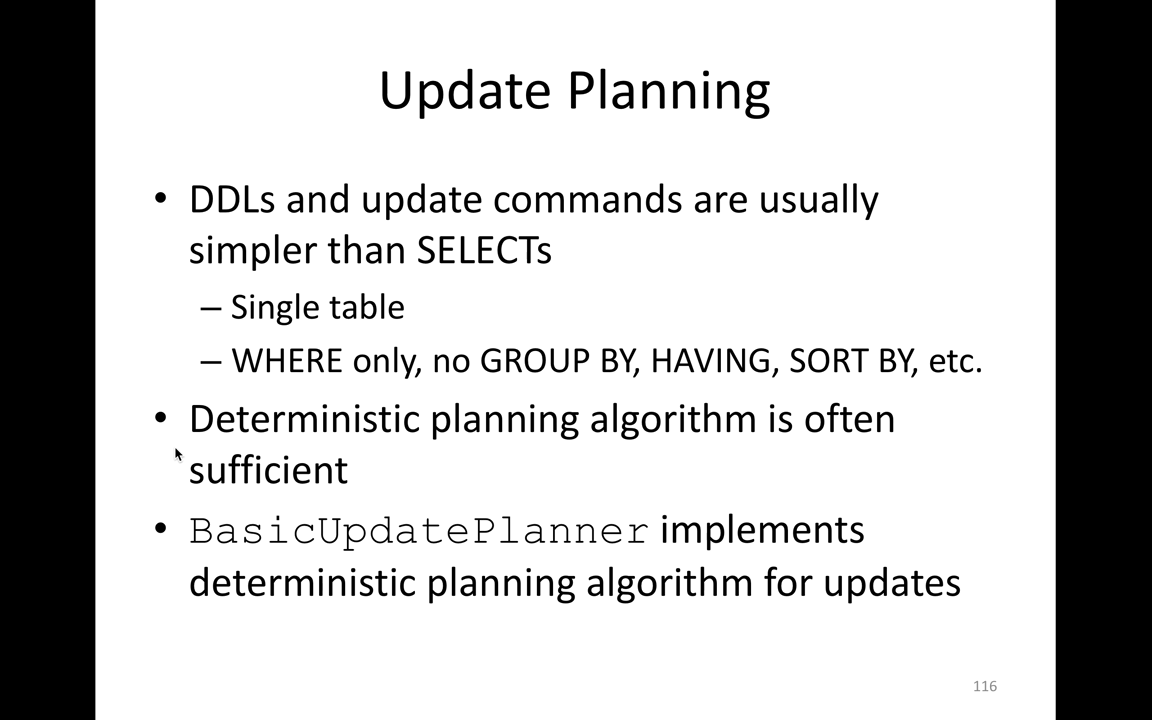 Update Planning
• DDLs and update commands are usually
simpler than SELECTs
– Single table
– WHERE only, no GROUP BY, HAVING, SORT BY, etc.
• Deterministic planning algorithm is often
sufficient
• BasicUpdatePlanner implements
deterministic planning algorithm for updates
116